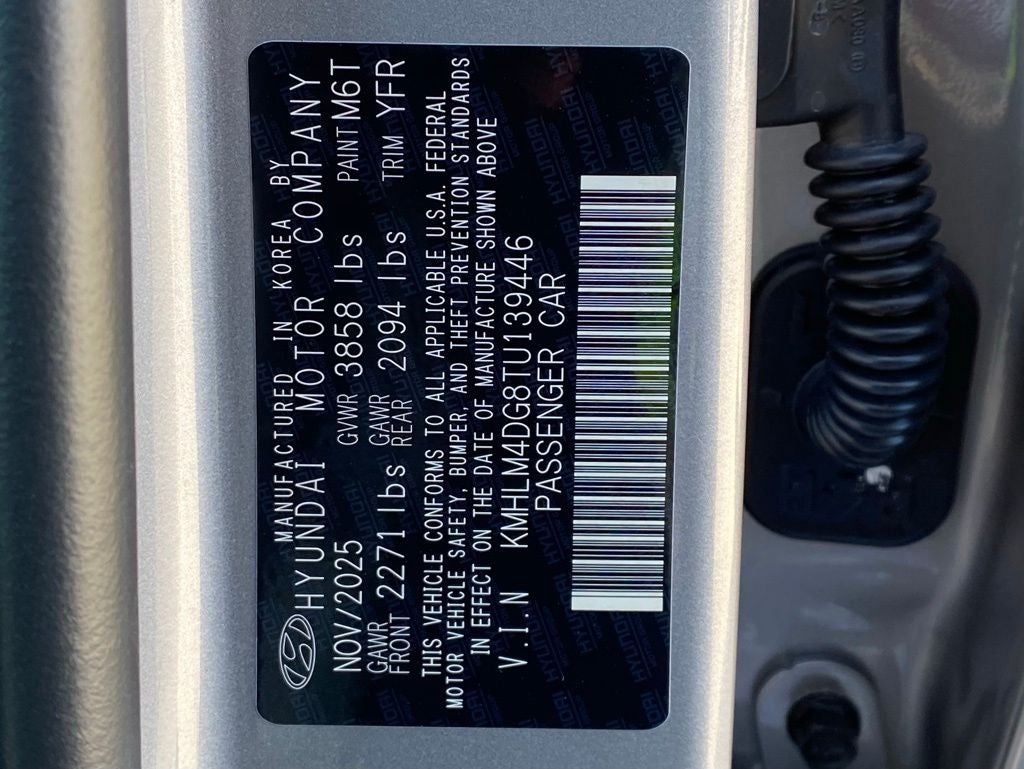 MANUFACTURED IN KOREA BY
HYUNDAI MOTOR COMPANY
NOV/2025 GVWR 3858 lbs PAINT M6T
GAWR FRONT 2271 lbs GAWR REAR 2094 lbs TRIM YFR
THIS VEHICLE CONFORMS TO ALL APPLICABLE U.S.A. FEDERAL
MOTOR VEHICLE SAFETY, BUMPER, AND THEFT PREVENTION STANDARDS
IN EFFECT ON THE DATE OF MANUFACTURE SHOWN ABOVE
V.I.N KMHLM4DG8TU139446
PASSENGER CAR